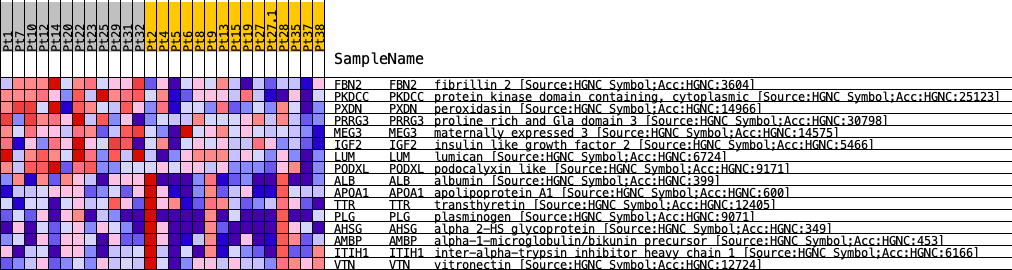 Pt1
Pt7
Pt10
Pt12
Pt14
Pt20
Pt22
Pt23
Pt25
Pt29
Pt31
Pt32
Pt2
Pt4
Pt5
Pt6
Pt8
Pt9
Pt13
Pt15
Pt19
Pt27
Pt27.1
Pt28
Pt35
Pt37
Pt38
SampleName
FBN2 FBN2 fibrillin 2 [Source:HGNC Symbol;Acc:HGNC:3604]
PKDCC PKDCC protein kinase domain containing, cytoplasmic [Source:HGNC Symbol;Acc:HGNC:25123]
PXDN PXDN peroxidasin [Source:HGNC Symbol;Acc:HGNC:14966]
PRRG3 PRRG3 proline rich and Gla domain 3 [Source:HGNC Symbol;Acc:HGNC:30798]
MEG3 MEG3 maternally expressed 3 [Source:HGNC Symbol;Acc:HGNC:14575]
IGF2 IGF2 insulin like growth factor 2 [Source:HGNC Symbol;Acc:HGNC:5466]
LUM LUM lumican [Source:HGNC Symbol;Acc:HGNC:6724]
PODXL PODXL podocalyxin like [Source:HGNC Symbol;Acc:HGNC:9171]
ALB ALB albumin [Source:HGNC Symbol;Acc:HGNC:399]
APOA1 APOA1 apolipoprotein A1 [Source:HGNC Symbol;Acc:HGNC:600]
TTR TTR transthyretin [Source:HGNC Symbol;Acc:HGNC:12405]
PLG PLG plasminogen [Source:HGNC Symbol;Acc:HGNC:9071]
AHSG AHSG alpha 2-HS glycoprotein [Source:HGNC Symbol;Acc:HGNC:349]
AMBP AMBP alpha-1-microglobulin/bikunin precursor [Source:HGNC Symbol;Acc:HGNC:453]
ITIH1 ITIH1 inter-alpha-trypsin inhibitor heavy chain 1 [Source:HGNC Symbol;Acc:HGNC:6166]
VTN VTN vitronectin [Source:HGNC Symbol;Acc:HGNC:12724]